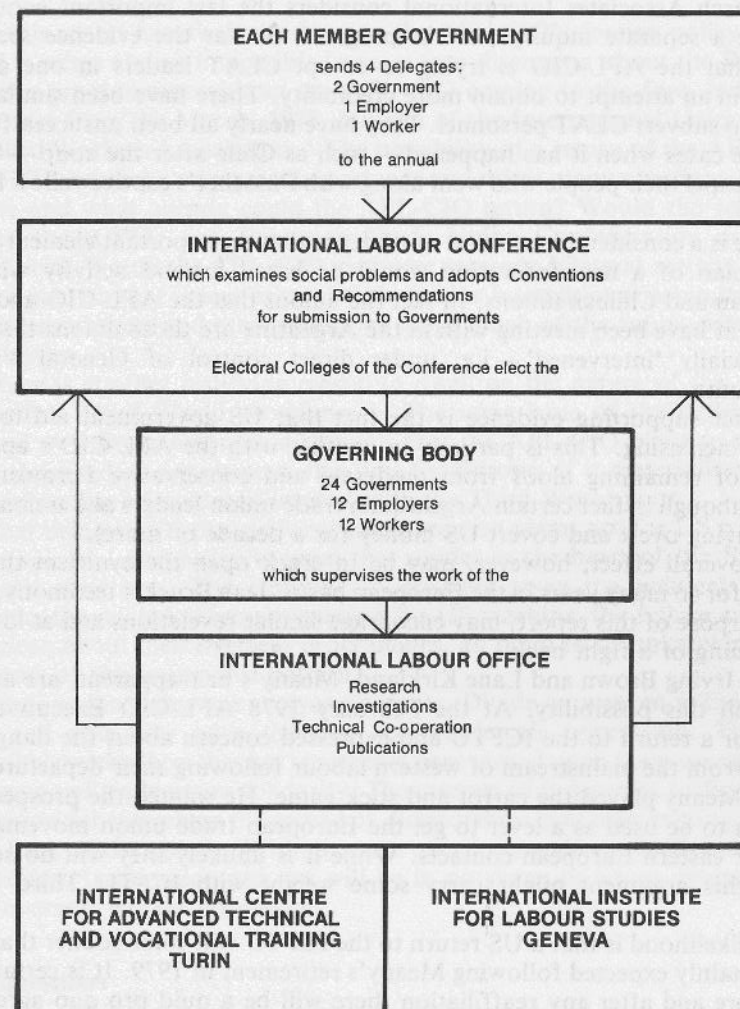 EACH MEMBER GOVERNMENT
sends 4 Delegates:
2 Government
1 Employer
1 Worker
to the annual
INTERNATIONAL LABOUR CONFERENCE
which examines social problems and adopts Conventions
and Recommendations
for submission to Governments
Electoral Colleges of the Conference elect the
GOVERNING BODY
24 Governments
12 Employers
12 Workers
which supervises the work of the
INTERNATIONAL LABOUR OFFICE
Research
Investigations
Technical Co-operation
Publications
INTERNATIONAL CENTRE
FOR ADVANCED TECHNICAL
AND VOCATIONAL TRAINING
TURIN
INTERNATIONAL INSTITUTE
FOR LABOUR STUDIES
GENEVA